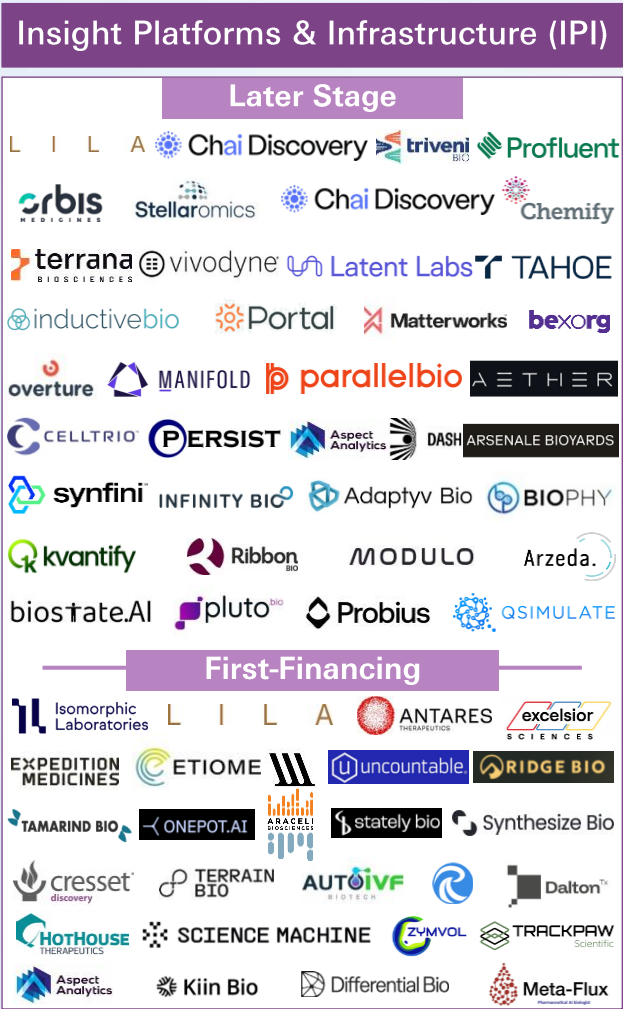 Insight Platforms & Infrastructure (IPI)
Later Stage
LILA Chai Discovery triveni BIO Profluent
orbis MEDICINES Stellaromics Chai Discovery Chemify
terrana BIOSCIENCES vivodyne Latent Labs TAHOE
inductivebio Portal Matterworks bexorg
overture MANIFOLD parallelbio AETHER
CELLTRIO PERSIST Aspect Analytics DASH ARSENALE BIOYARDS
synfini™ INFINITY BIO Adaptyv Bio BIOPHY
kvantify Ribbon BIO MODULO Arzeda.
biostate.AI pluto bio Probius QSIMULATE
First-Financing
Isomorphic Laboratories LILA ANTARES THERAPEUTICS excelsior SCIENCES
EXPEDITION MEDICINES ETIOME uncountable RIDGE BIO
TAMARIND BIO ONEPOT.AI ARACELI BIOSCIENCES stately bio Synthesize Bio
cresset discovery TERRAIN BIO AUTOIVF BIOTECH Dalton Tx
HOTHOUSE THERAPEUTICS SCIENCE MACHINE ZYMVOL TRACKPAW Scientific
Aspect Analytics Kiin Bio Differential Bio Meta-Flux Pharmaceutical AI Biologist